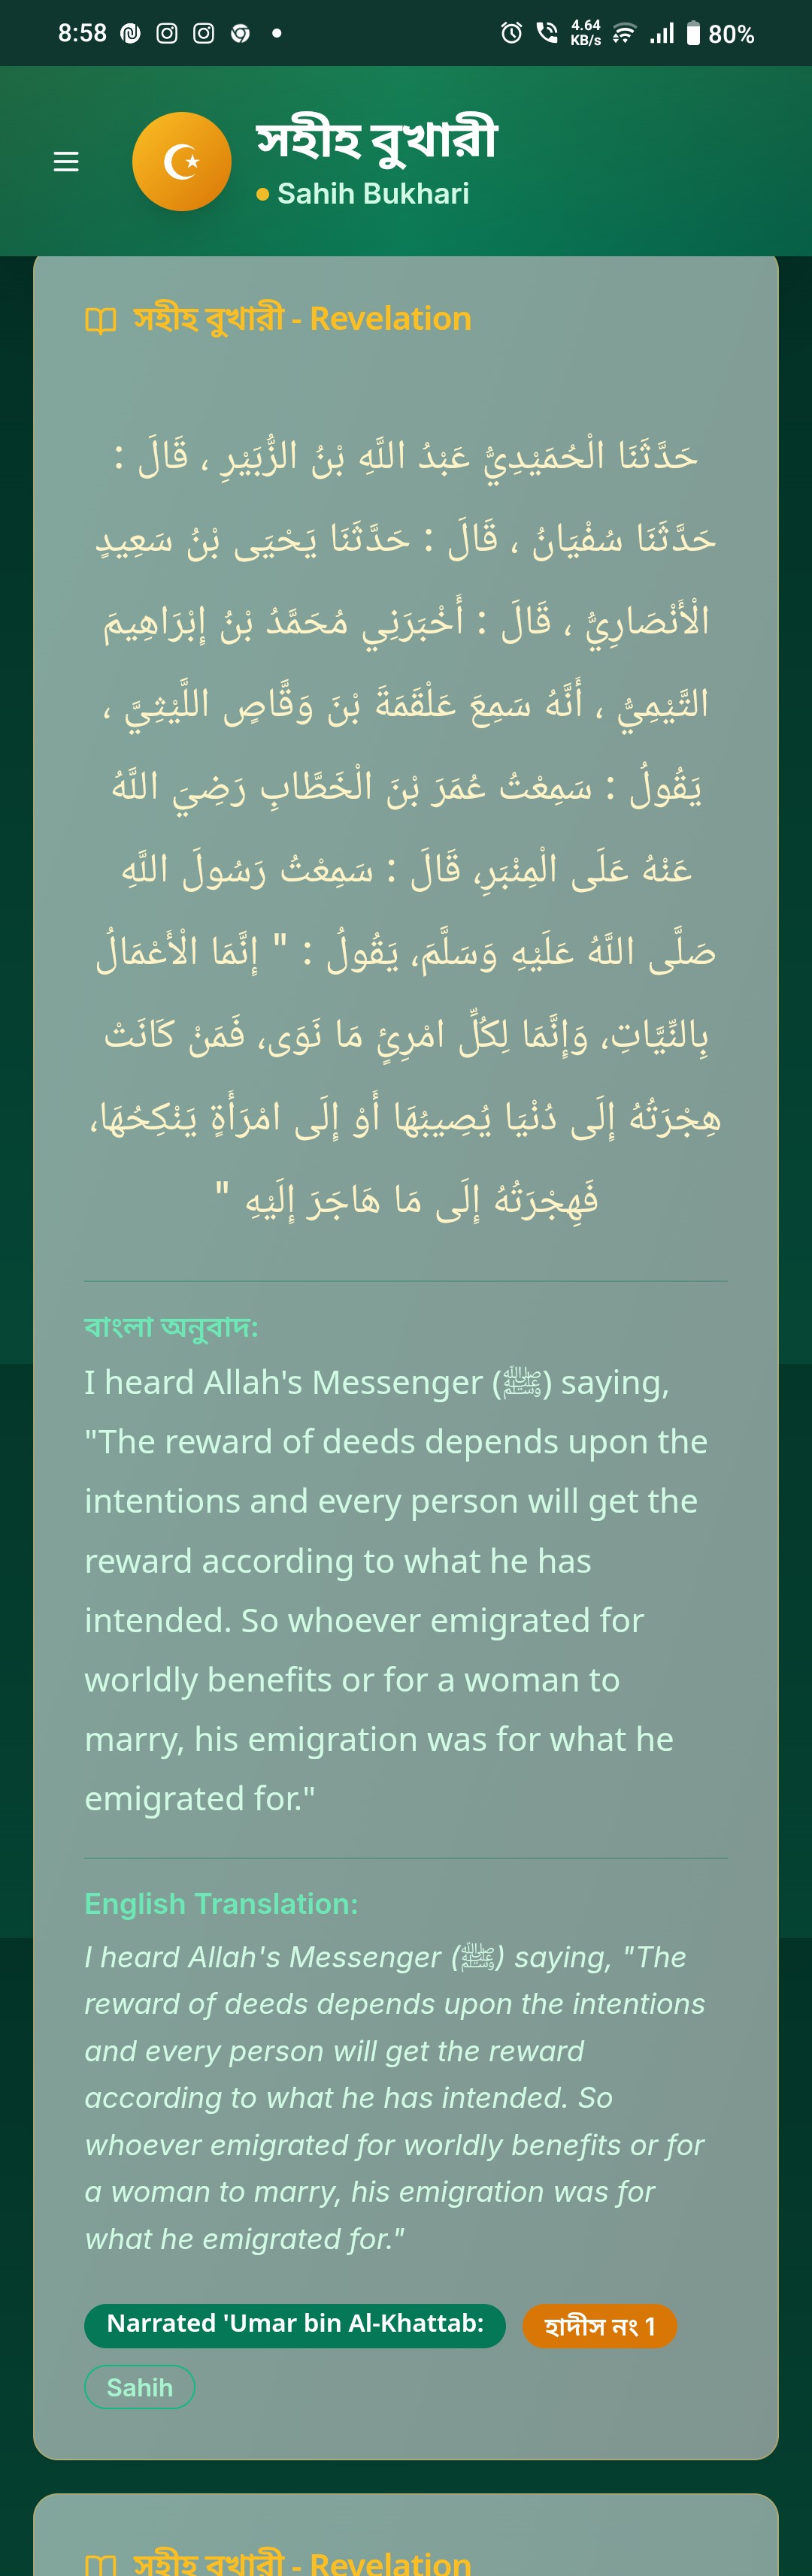 8:58
4.64
KB/s
80%
সহীহ বুখারী
Sahih Bukhari
সহীহ বুখারী - Revelation
حَدَّثَنَا الْحُمَيْدِيُّ عَبْدُ اللَّهِ بْنُ الزُّبَيْرِ ، قَالَ :
حَدَّثَنَا سُفْيَانُ ، قَالَ : حَدَّثَنَا يَحْيَى بْنُ سَعِيدٍ
الْأَنْصَارِيُّ ، قَالَ : أَخْبَرَنِي مُحَمَّدُ بْنُ إِبْرَاهِيمَ
التَّيْمِيُّ ، أَنَّهُ سَمِعَ عَلْقَمَةَ بْنَ وَقَّاصٍ اللَّيْثِيَّ ،
يَقُولُ : سَمِعْتُ عُمَرَ بْنَ الْخَطَّابِ رَضِيَ اللَّهُ
عَنْهُ عَلَى الْمِنْبَرِ، قَالَ : سَمِعْتُ رَسُولَ اللَّهِ
صَلَّى اللَّهُ عَلَيْهِ وَسَلَّمَ، يَقُولُ : " إِنَّمَا الْأَعْمَالُ
بِالنِّيَّاتِ، وَإِنَّمَا لِكُلِّ امْرِئٍ مَا نَوَى، فَمَنْ كَانَتْ
هِجْرَتُهُ إِلَى دُنْيَا يُصِيبُهَا أَوْ إِلَى امْرَأَةٍ يَنْكِحُهَا،
فَهِجْرَتُهُ إِلَى مَا هَاجَرَ إِلَيْهِ "
বাংলা অনুবাদ:
I heard Allah's Messenger (ﷺ) saying,
"The reward of deeds depends upon the
intentions and every person will get the
reward according to what he has
intended. So whoever emigrated for
worldly benefits or for a woman to
marry, his emigration was for what he
emigrated for."
English Translation:
I heard Allah's Messenger (ﷺ) saying, "The
reward of deeds depends upon the intentions
and every person will get the reward
according to what he has intended. So
whoever emigrated for worldly benefits or for
a woman to marry, his emigration was for
what he emigrated for."
Narrated 'Umar bin Al-Khattab:
হাদীস নং 1
Sahih
সহীহ বুখারী - Revelation